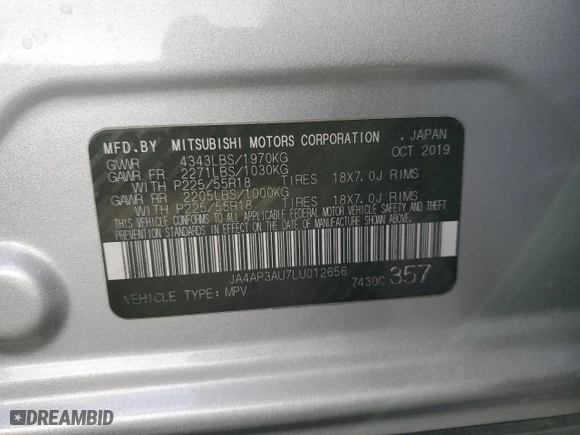 MFD.BY MITSUBISHI MOTORS CORPORATION . JAPAN
GVWR 4343LBS/1970KG OCT 2019
GAWR FR 2271LBS/1030KG
WITH P225/55R18 TIRES 18X7.0J RIMS
GAWR RR 2205LBS/1000KG
WITH P225/55R18 TIRES 18X7.0J RIMS
THIS VEHICLE CONFORMS TO ALL APPLICABLE FEDERAL MOTOR VEHICLE SAFETY AND THEFT
PREVENTION STANDARDS IN EFFECT ON THE DATE OF MANUFACTURE SHOWN ABOVE.
JA4AP3AU7LU012656
VEHICLE TYPE: MPV 7430C 357
DREAMBID